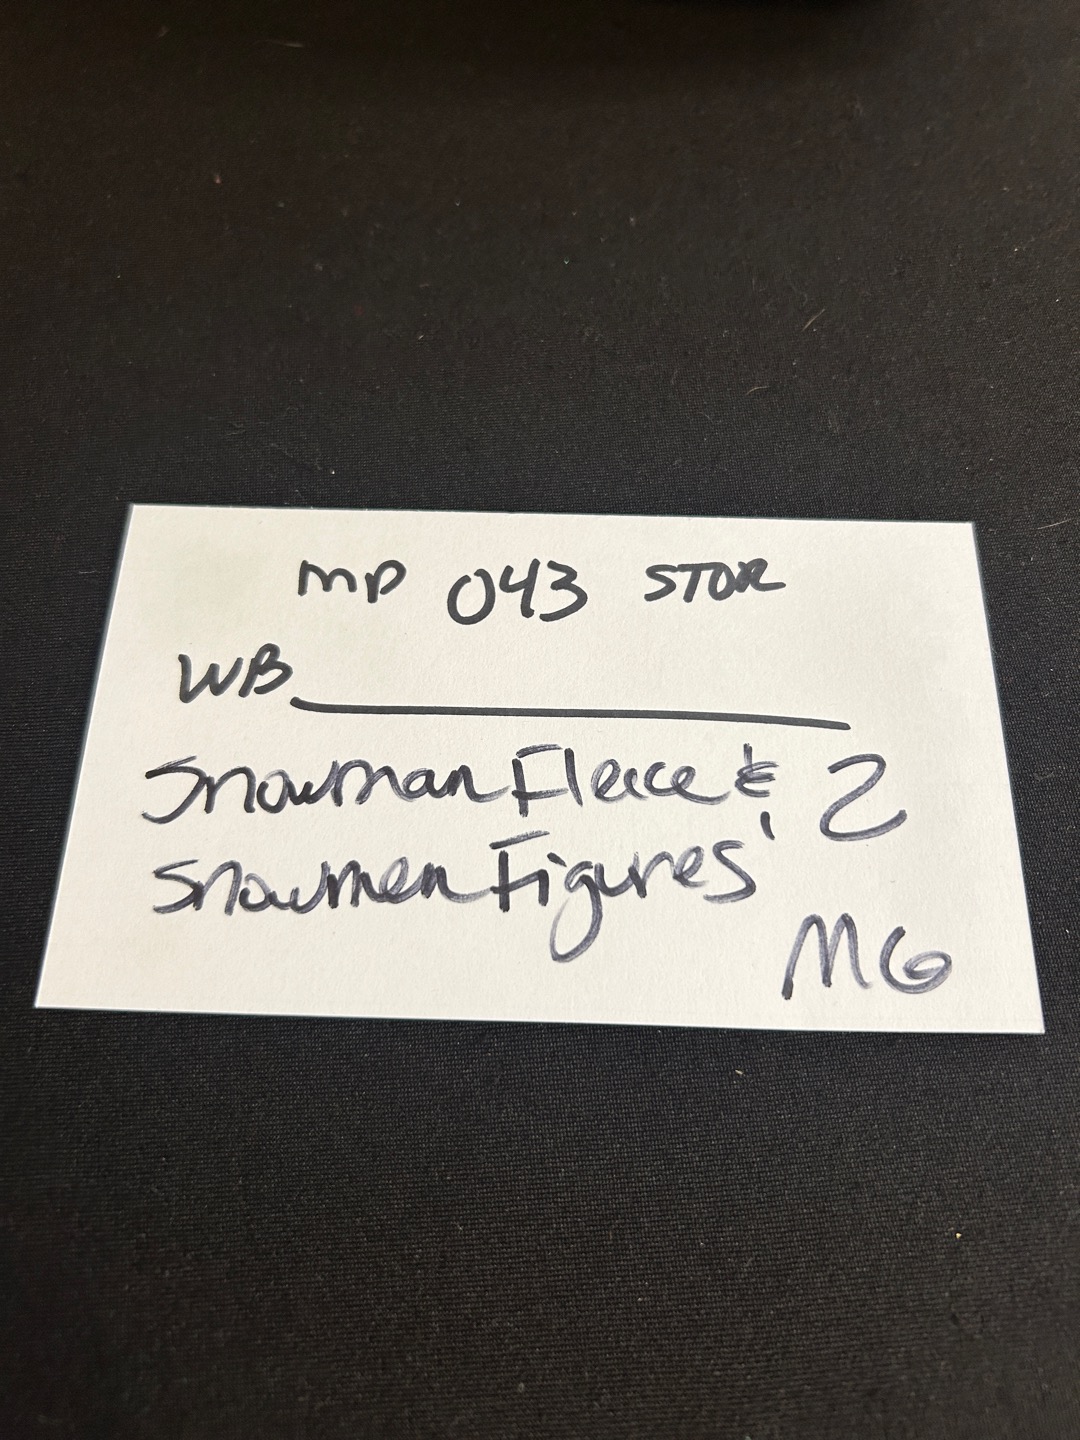 MP 043 STOR
WB
Snowman Fleece & 2
Snowmen Figures'
MG